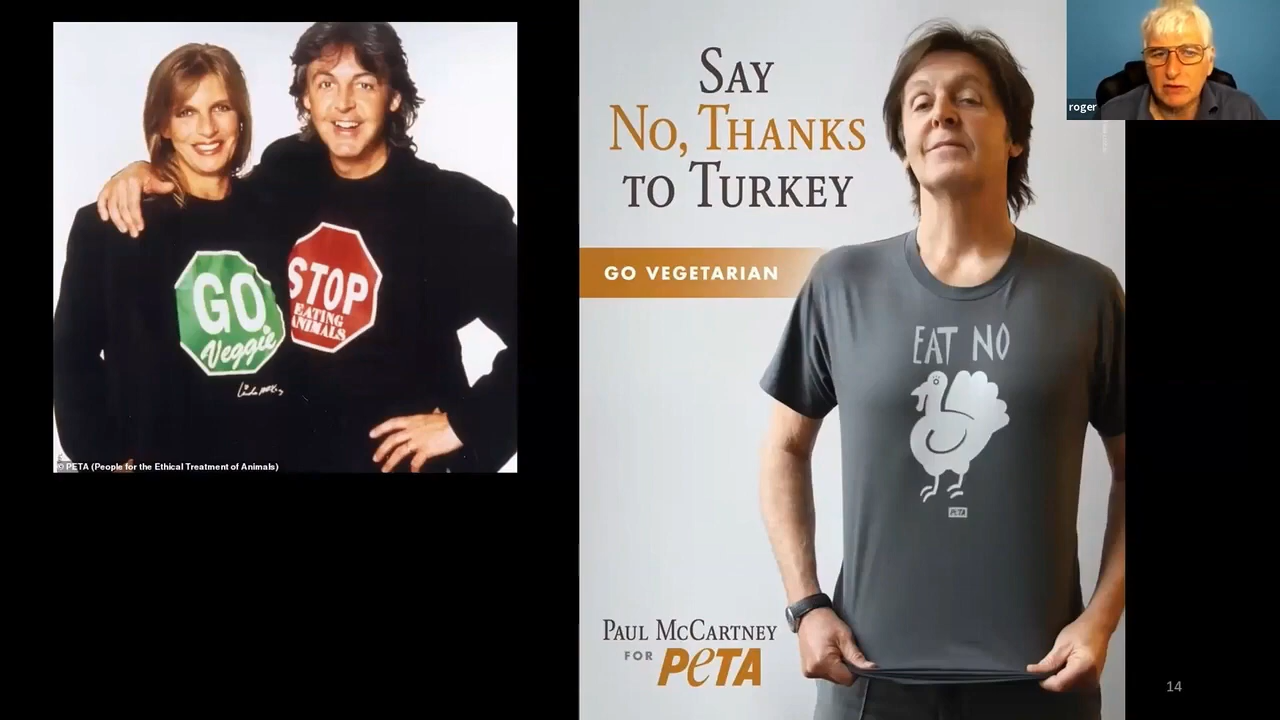 GO
Veggie
STOP
EATING
ANIMALS
© PETA (People for the Ethical Treatment of Animals)
SAY
NO, THANKS
TO TURKEY
GO VEGETARIAN
EAT NO
PETA
PAUL MCCARTNEY
FOR PETA
roger
14